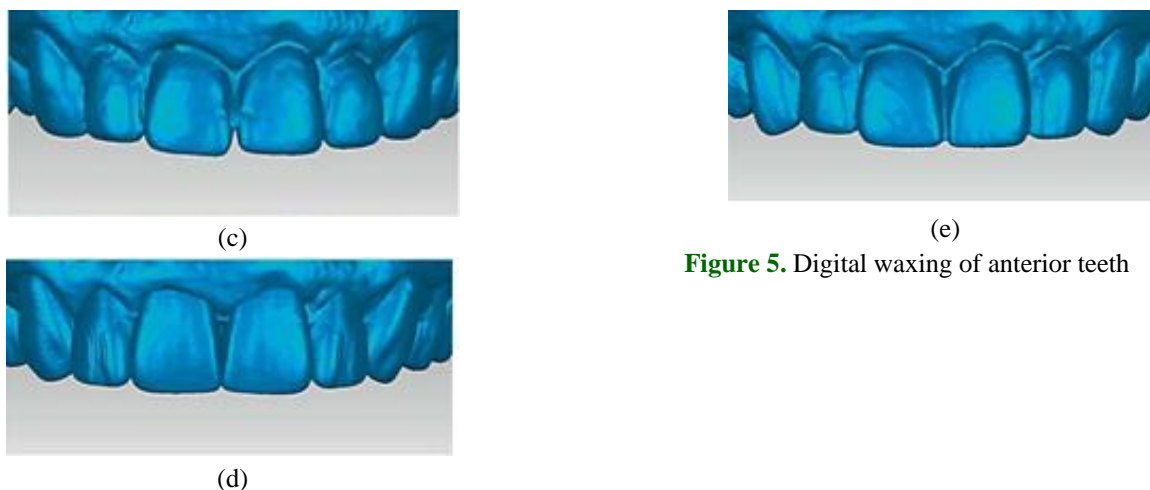 (c)
(d)
(e)
Figure 5. Digital waxing of anterior teeth